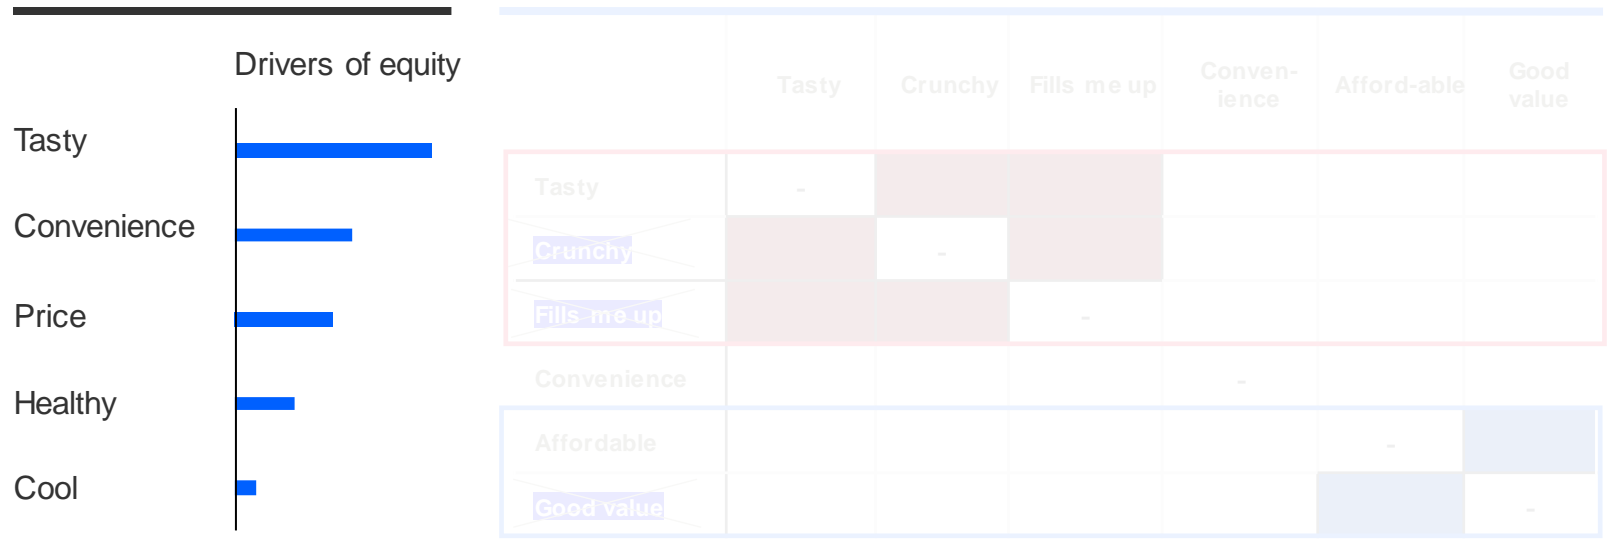 Drivers of equity
Tasty
Convenience
Price
Healthy
Cool
Tasty Crunchy Fills me up Conven-ience Afford-able Good value
Tasty -
Crunchy -
Fills me up -
Convenience -
Affordable -
Good value -